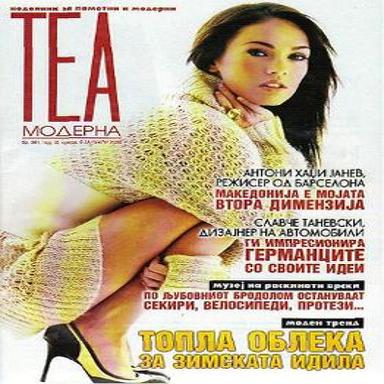 неделник за паметни и модерни
ТЕА
МОДЕРНА
АНТОНИ ХАЏИ ЈАНЕВ,
РЕЖИСЕР ОД БАРСЕЛОНА
МАКЕДОНИЈА Е МОЈАТА
ВТОРА ДИМЕНЗИЈА
СЛАВЧЕ ТАНЕВСКИ,
ДИЗАЈНЕР НА АВТОМОБИЛИ
ГИ ИМПРЕСИОНИРА
ГЕРМАНЦИТЕ
СО СВОИТЕ ИДЕИ
музеј на раскинати врски
ПО ЉУБОВНИОТ БРОДОЛОМ ОСТАНУВААТ
СЕКИРИ, ВЕЛОСИПЕДИ, ПРОТЕЗИ...
моден тренд
ТОПЛА ОБЛЕКА
ЗА ЗИМСКАТА ИДИЛА